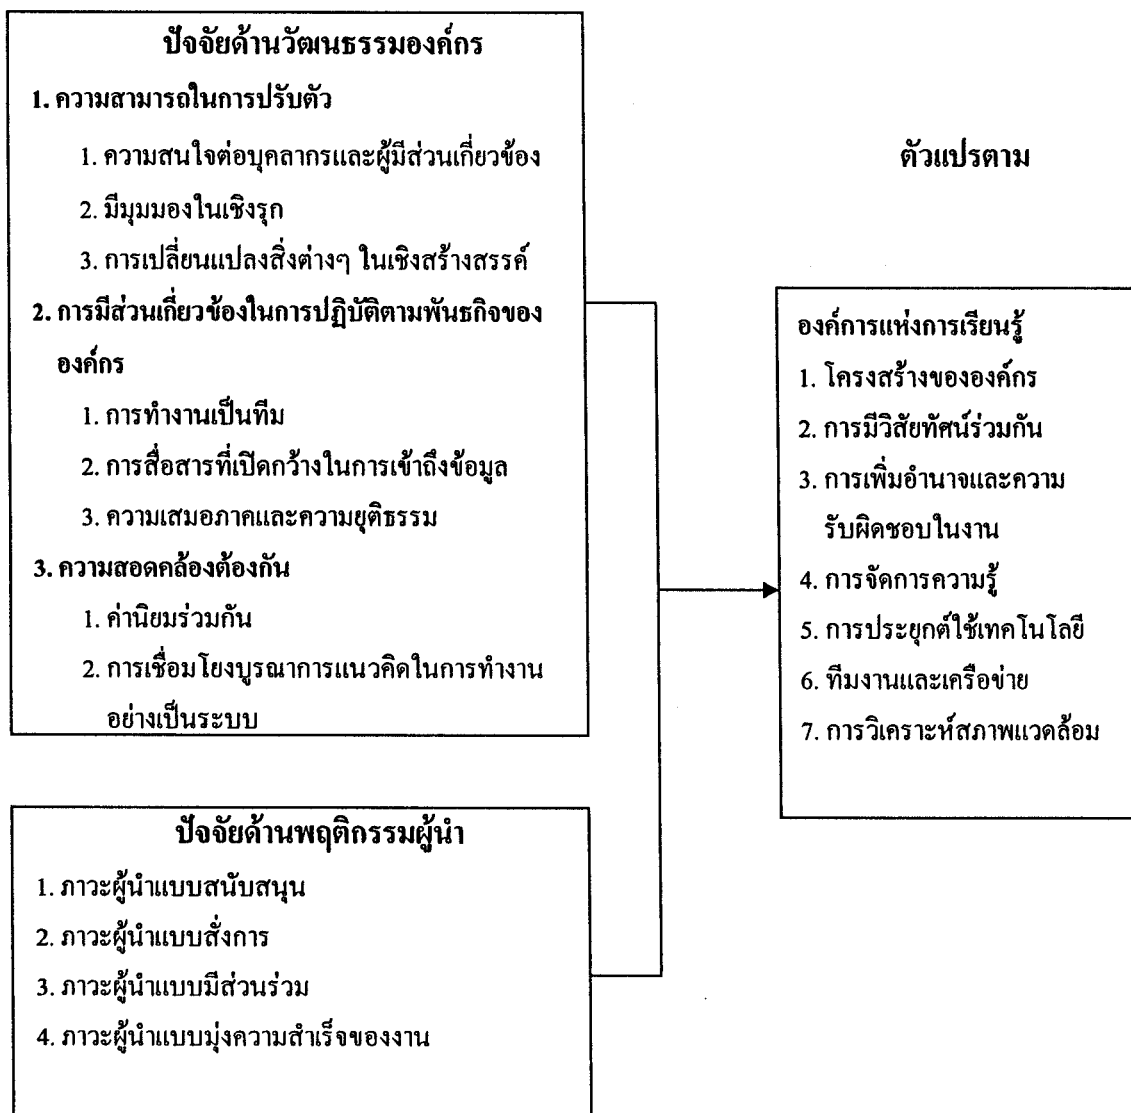 ปัจจัยด้านวัฒนธรรมองค์กร
1. ความสามารถในการปรับตัว
1. ความสนใจต่อบุคลากรและผู้มีส่วนเกี่ยวข้อง
2. มีมุมมองในเชิงรุก
3. การเปลี่ยนแปลงสิ่งต่างๆ ในเชิงสร้างสรรค์
2. การมีส่วนเกี่ยวข้องในการปฏิบัติตามพันธกิจของ
องค์กร
1. การทำงานเป็นทีม
2. การสื่อสารที่เปิดกว้างในการเข้าถึงข้อมูล
3. ความเสมอภาคและความยุติธรรม
3. ความสอดคล้องต้องกัน
1. ค่านิยมร่วมกัน
2. การเชื่อมโยงบูรณาการแนวคิดในการทำงาน
อย่างเป็นระบบ
ปัจจัยด้านพฤติกรรมผู้นำ
1. ภาวะผู้นำแบบสนับสนุน
2. ภาวะผู้นำแบบสั่งการ
3. ภาวะผู้นำแบบมีส่วนร่วม
4. ภาวะผู้นำแบบมุ่งความสำเร็จของงาน
ตัวแปรตาม
องค์การแห่งการเรียนรู้
1. โครงสร้างขององค์กร
2. การมีวิสัยทัศน์ร่วมกัน
3. การเพิ่มอำนาจและความ
รับผิดชอบในงาน
4. การจัดการความรู้
5. การประยุกต์ใช้เทคโนโลยี
6. ทีมงานและเครือข่าย
7. การวิเคราะห์สภาพแวดล้อม